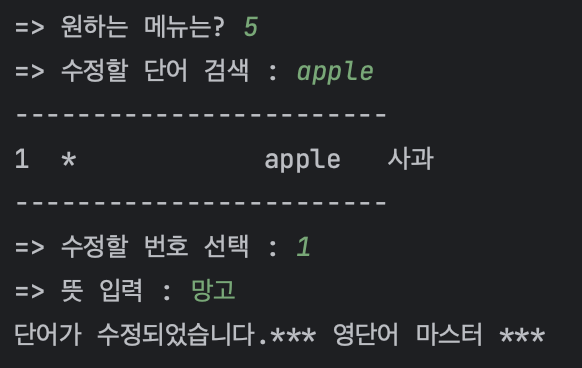 => 원하는 메뉴는? 5
=> 수정할 단어 검색 : apple
------------------------
1  *            apple   사과
------------------------
=> 수정할 번호 선택 : 1
=> 뜻 입력 : 망고
단어가 수정되었습니다.*** 영단어 마스터 ***